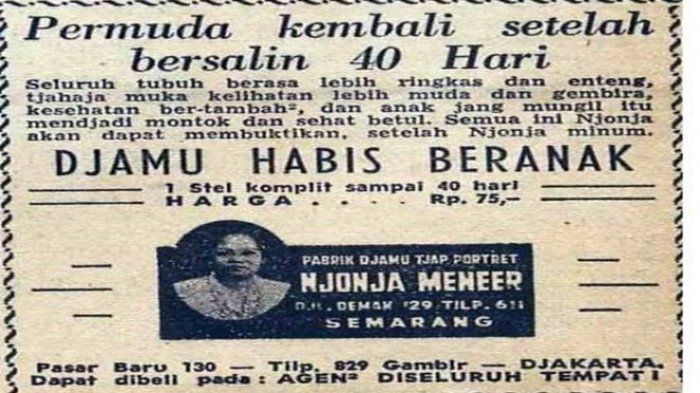 Permuda kembali setelah
bersalin 40 Hari
Seluruh tubuh berasa lebih ringkas dan enteng,
tjahaja muka kelihatan lebih muda dan gembira,
kesehatan ber-tambah², dan anak jang mungil itu
mendjadi montok dan sehat betul. Semua ini Njonja
akan dapat membuktikan, setelah Njonja minum.
DJAMU HABIS BERANAK
1 Stel komplit sampai 40 hari
HARGA . . . . Rp. 75,–
PABRIK DJAMU TJAP PORTRET
NJONJA MENEER
DEMAK 129 TILP.
SEMARANG
Pasar Baru 130 — Tilp. 829 Gambir — DJAKARTA.
Dapat dibeli pada : AGEN² DISELURUH TEMPAT!